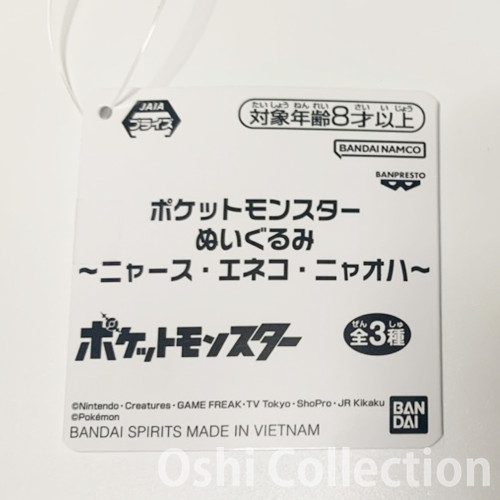 JAIA
プライズ
たいしょう ねん れい さい い じょう
対象年齢8才以上
BANDAI NAMCO
BANPRESTO
ポケットモンスター
ぬいぐるみ
～ニャース・エネコ・ニャオハ～
ポケットモンスター
ぜん しゅ
全3種
©Nintendo・Creatures・GAME FREAK・TV Tokyo・ShoPro・JR Kikaku
©Pokémon
BANDAI SPIRITS MADE IN VIETNAM
BAN
DAI
Oshi Collection